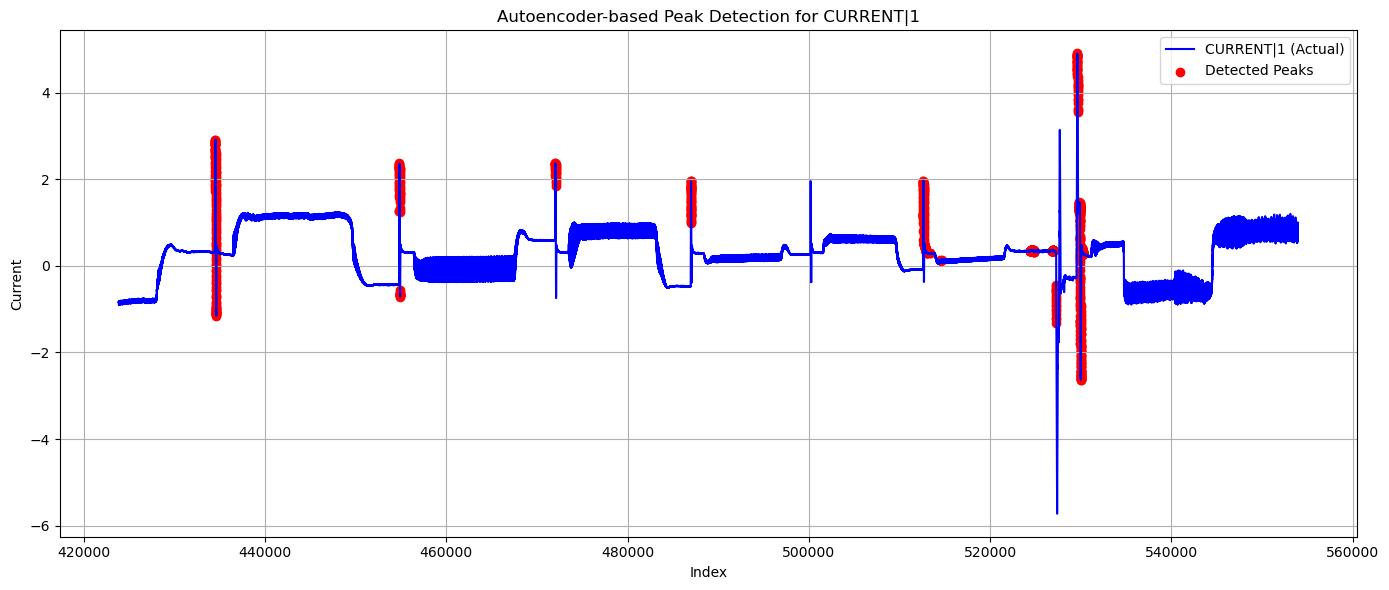 Autoencoder-based Peak Detection for CURRENT|1
CURRENT|1 (Actual)
Detected Peaks
Current
4
2
0
−2
−4
−6
420000 440000 460000 480000 500000 520000 540000 560000
Index